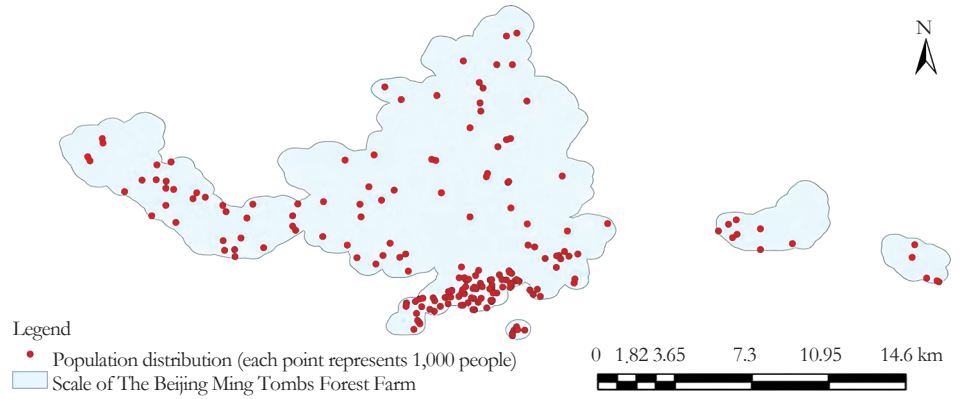 N
Legend
Population distribution (each point represents 1,000 people)
Scale of The Beijing Ming Tombs Forest Farm
0 1.82 3.65 7.3 10.95 14.6 km